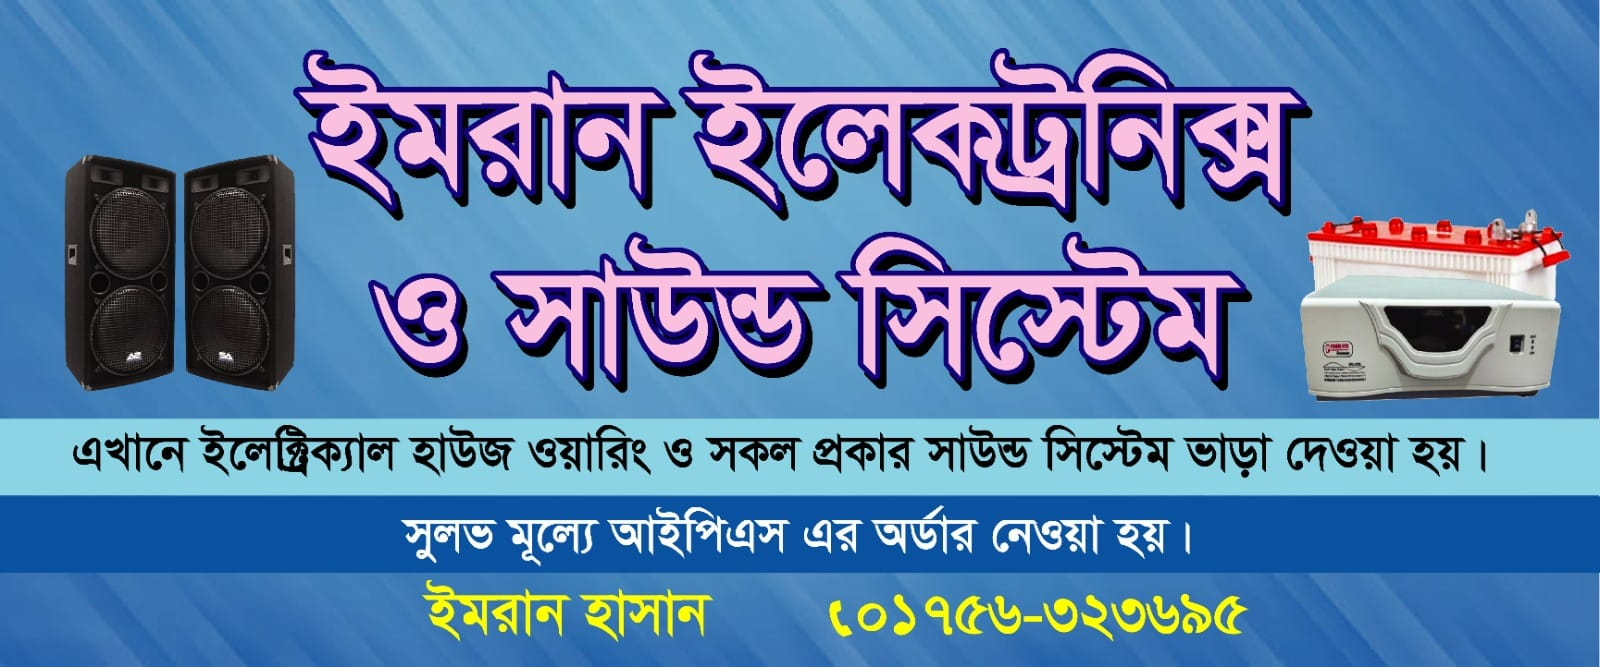 ইমরান ইলেকট্রনিক্স
ও সাউন্ড সিস্টেম
এখানে ইলেক্ট্রিক্যাল হাউজ ওয়ারিং ও সকল প্রকার সাউন্ড সিস্টেম ভাড়া দেওয়া হয়।
সুলভ মূল্যে আইপিএস এর অর্ডার নেওয়া হয়।
ইমরান হাসান ০১৭৫৬-৩২৩৬৯৫